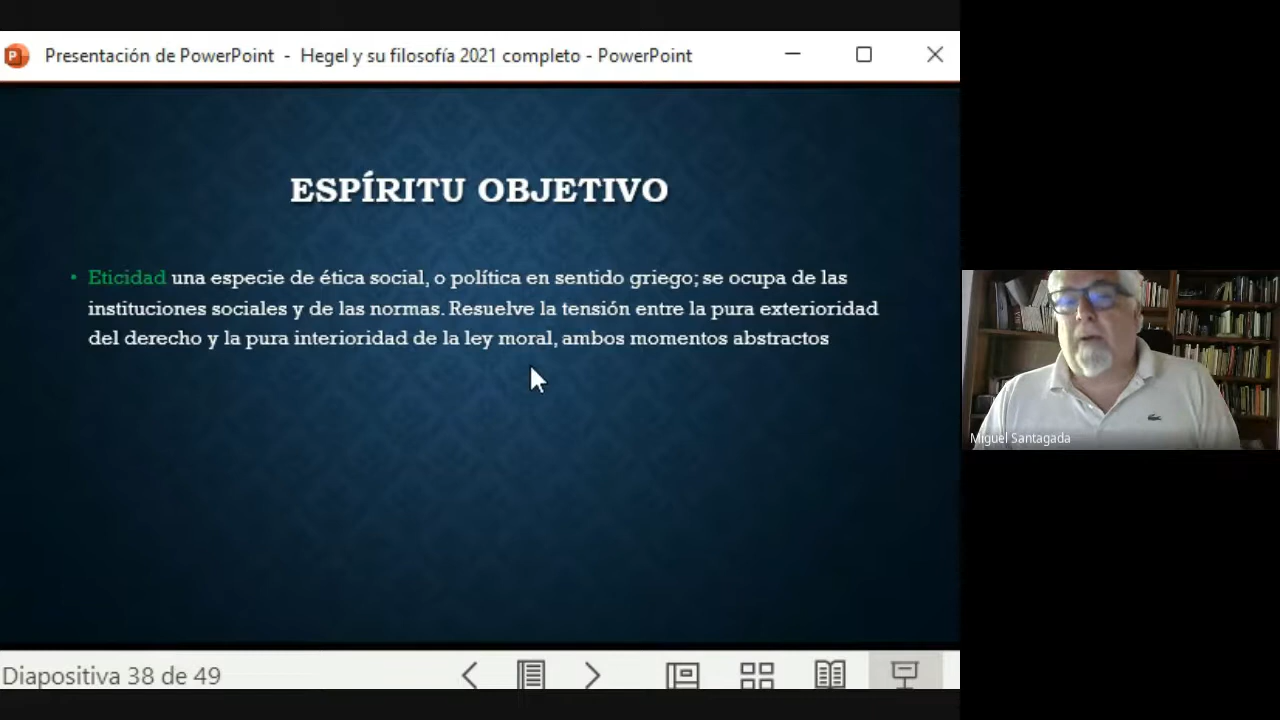 Presentación de PowerPoint - Hegel y su filosofía 2021 completo - PowerPoint
ESPÍRITU OBJETIVO
• Eticidad una especie de ética social, o política en sentido griego; se ocupa de las
instituciones sociales y de las normas. Resuelve la tensión entre la pura exterioridad
del derecho y la pura interioridad de la ley moral, ambos momentos abstractos
Miguel Santagada
Diapositiva 38 de 49